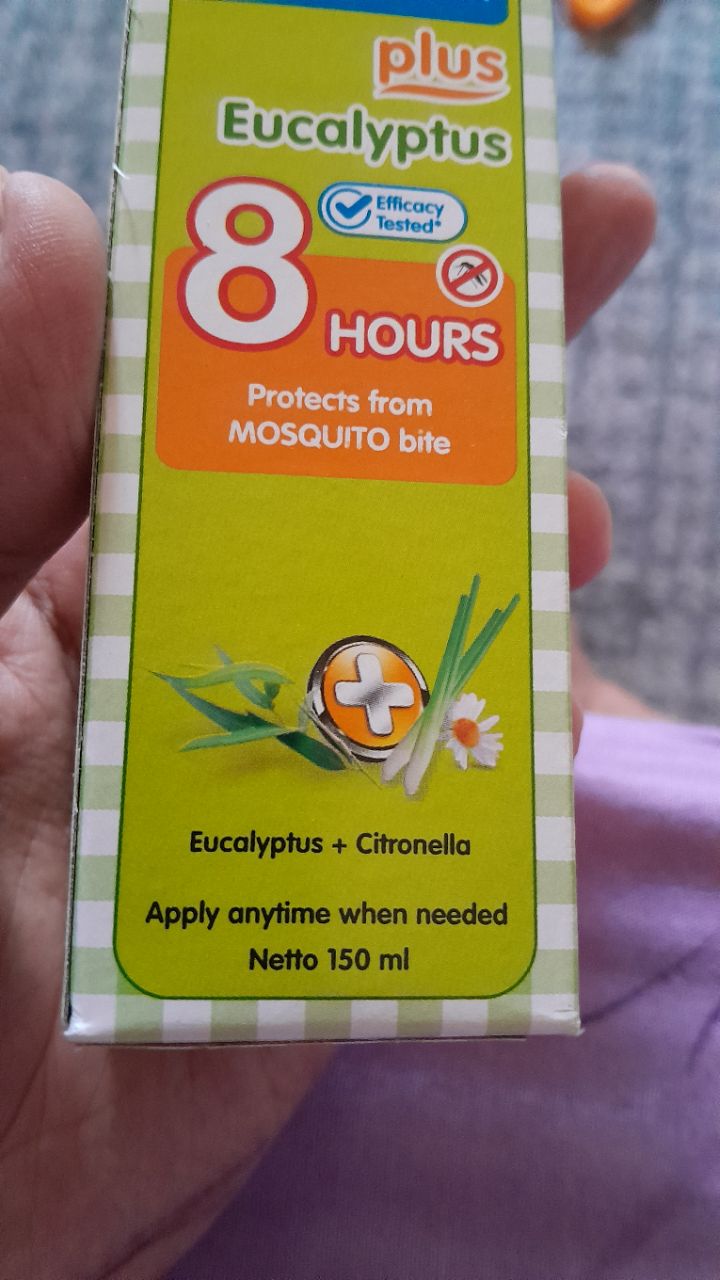 plus
Eucalyptus
8
Efficacy
Tested*
HOURS
Protects from
MOSQUITO bite
Eucalyptus + Citronella
Apply anytime when needed
Netto 150 ml